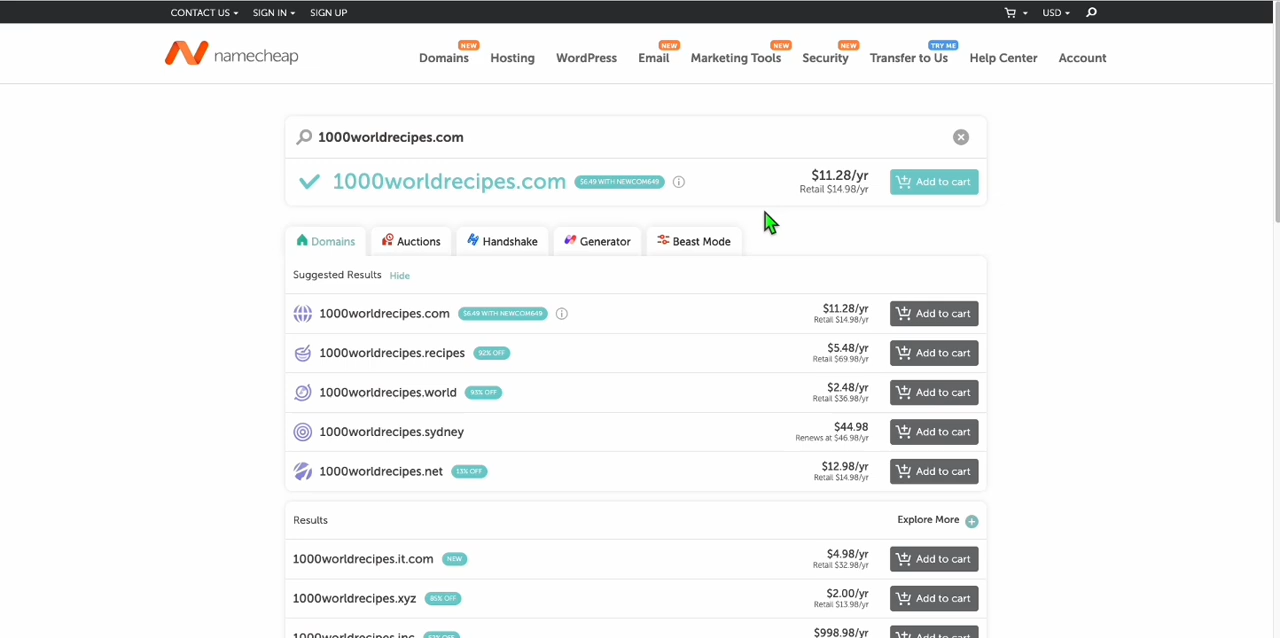 CONTACT US SIGN IN SIGN UP USD
NEW NEW NEW NEW TRY ME
namecheap Domains Hosting WordPress Email Marketing Tools Security Transfer to Us Help Center Account
1000worldrecipes.com
1000worldrecipes.com $6.49 WITH NEWCOM649 $11.28/yr Add to cart
Retail $14.98/yr
Domains Auctions Handshake Generator Beast Mode
Suggested Results Hide
1000worldrecipes.com $6.49 WITH NEWCOM649 $11.28/yr Add to cart
Retail $14.98/yr
1000worldrecipes.recipes 92% OFF $5.48/yr Add to cart
Retail $69.98/yr
1000worldrecipes.world 93% OFF $2.48/yr Add to cart
Retail $36.98/yr
1000worldrecipes.sydney $44.98 Add to cart
Renews at $46.98/yr
1000worldrecipes.net 13% OFF $12.98/yr Add to cart
Retail $14.98/yr
Results Explore More
1000worldrecipes.it.com NEW $4.98/yr Add to cart
Retail $32.98/yr
1000worldrecipes.xyz 85% OFF $2.00/yr Add to cart
Retail $13.98/yr
1000worldrecipes.inc $998.98/yr Add to cart